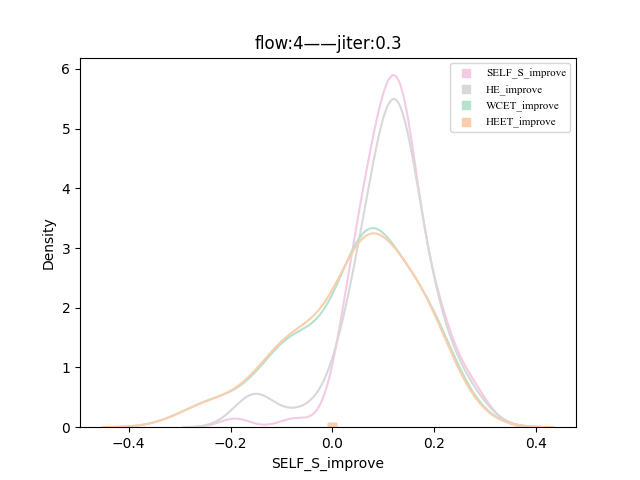 flow:4——jiter:0.3
SELF_S_improve
HE_improve
WCET_improve
HEET_improve
Density
6
5
4
3
2
1
0
−0.4 −0.2 0.0 0.2 0.4
SELF_S_improve